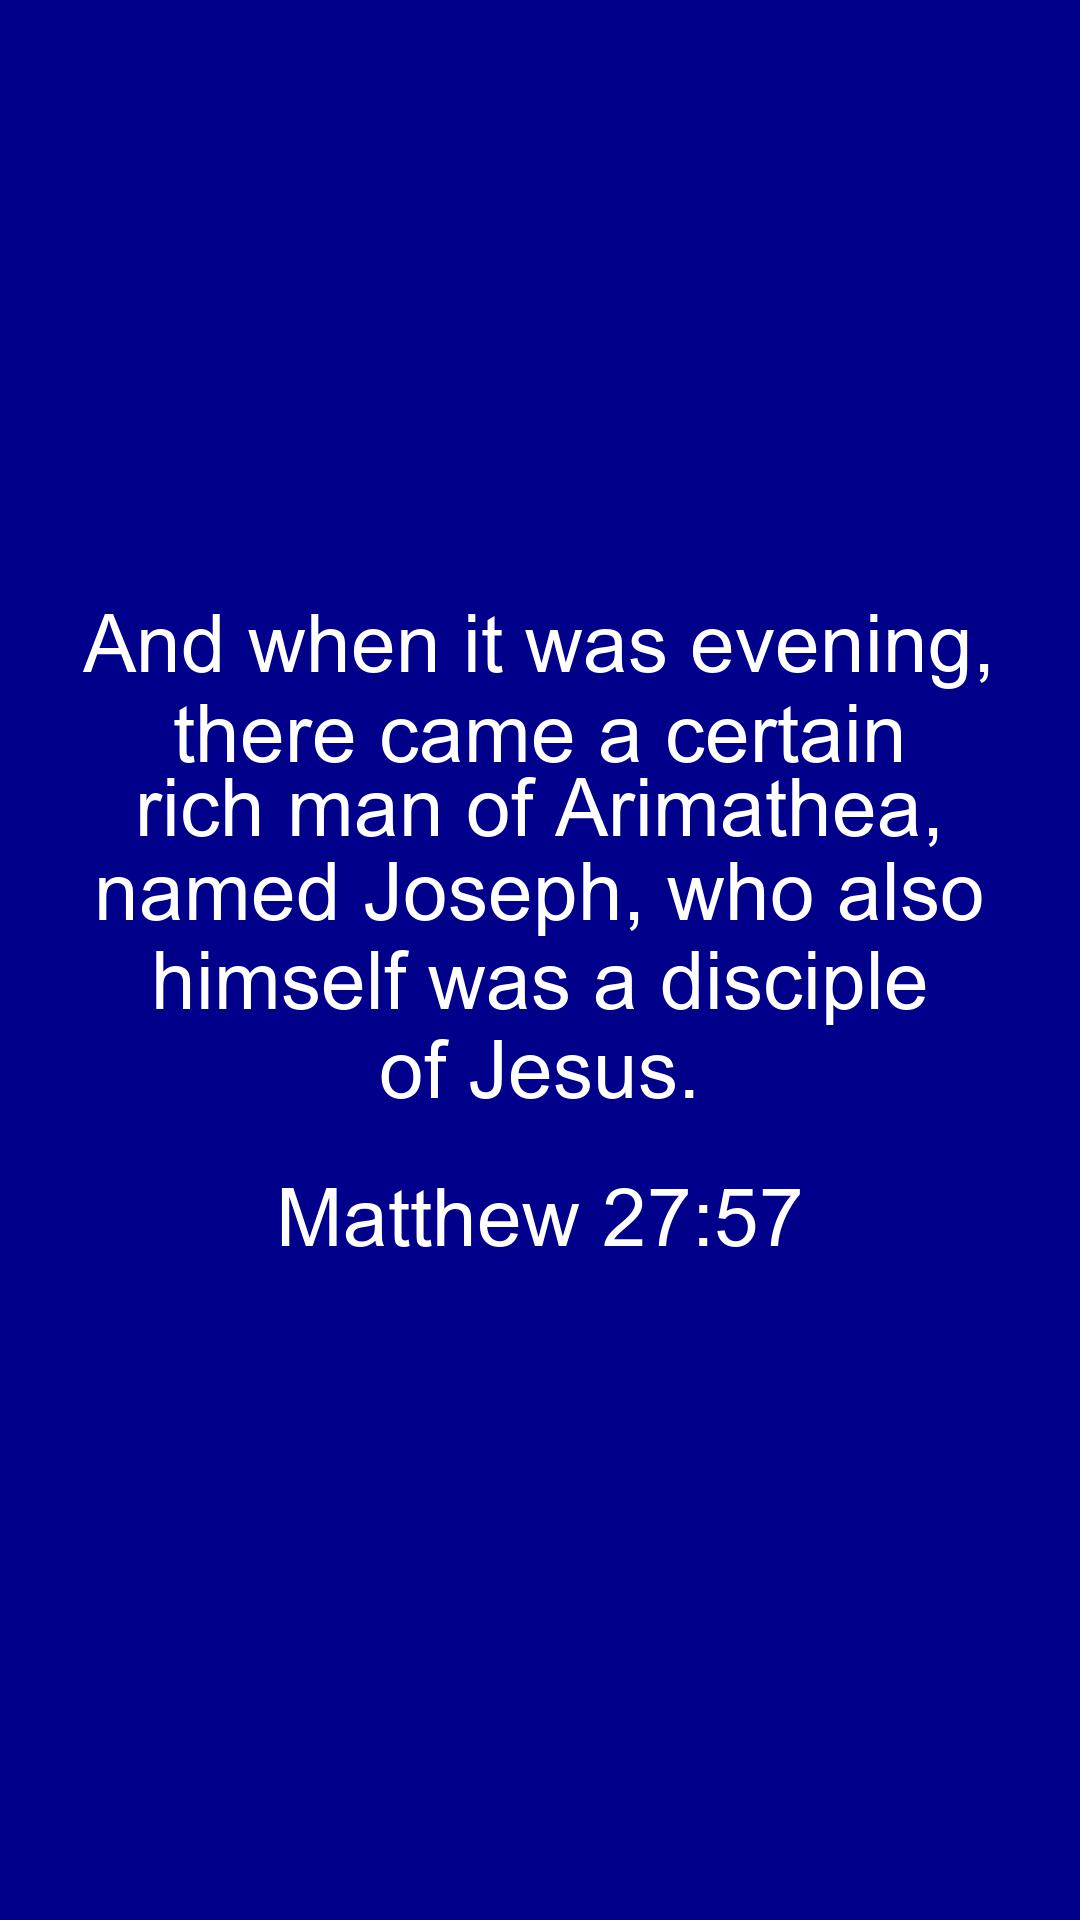 And when it was evening,
there came a certain
rich man of Arimathea,
named Joseph, who also
himself was a disciple
of Jesus.
Matthew 27:57